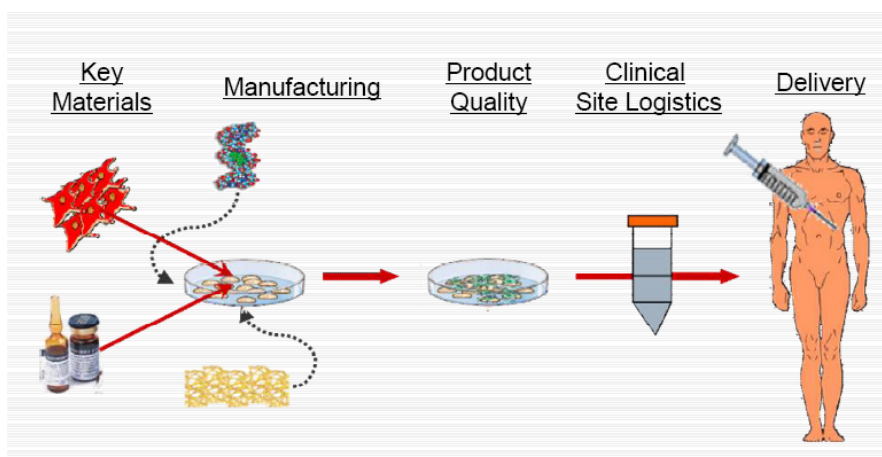 Key
Materials
Manufacturing
Product
Quality
Clinical
Site Logistics
Delivery